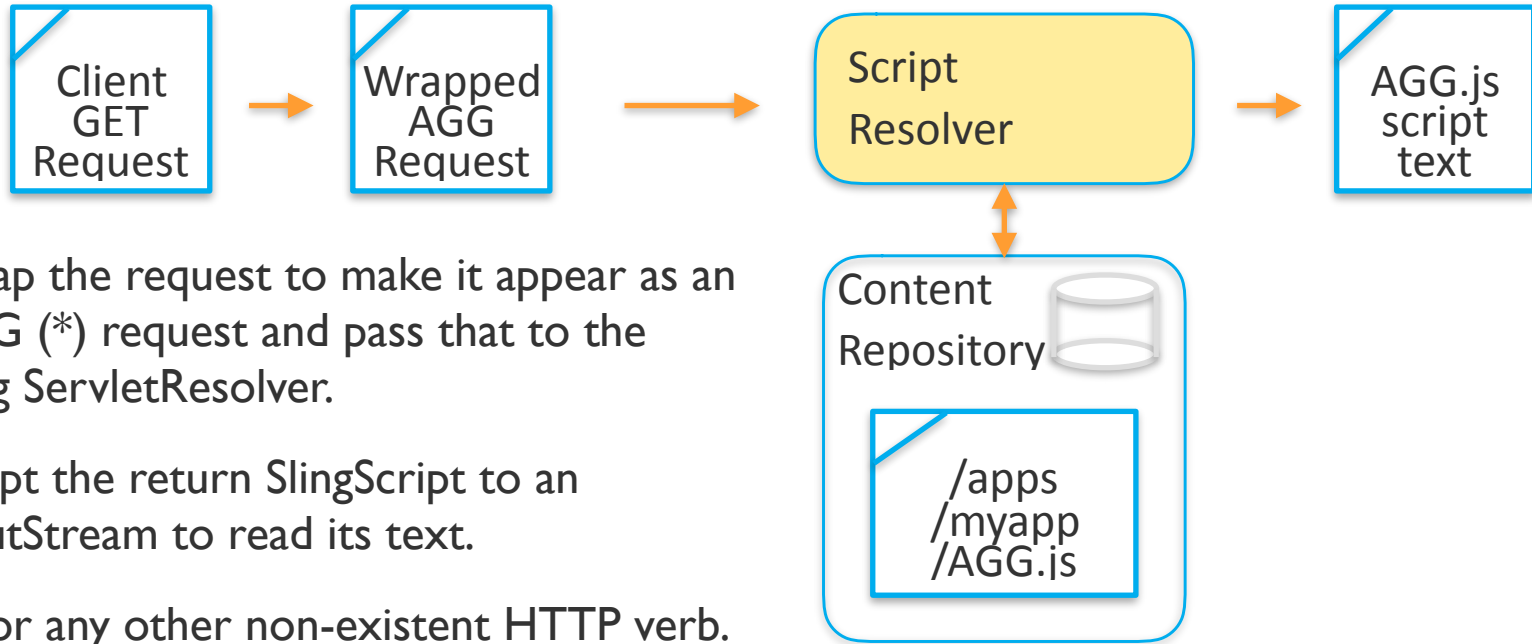 Client
GET
Request
Wrapped
AGG
Request
Script
Resolver
AGG.js
script
text
ap the request to make it appear as an
G (*) request and pass that to the
g ServletResolver.
pt the return SlingScript to an
utStream to read its text.
or any other non-existent HTTP verb.
Content
Repository
/apps
/myapp
/AGG.js